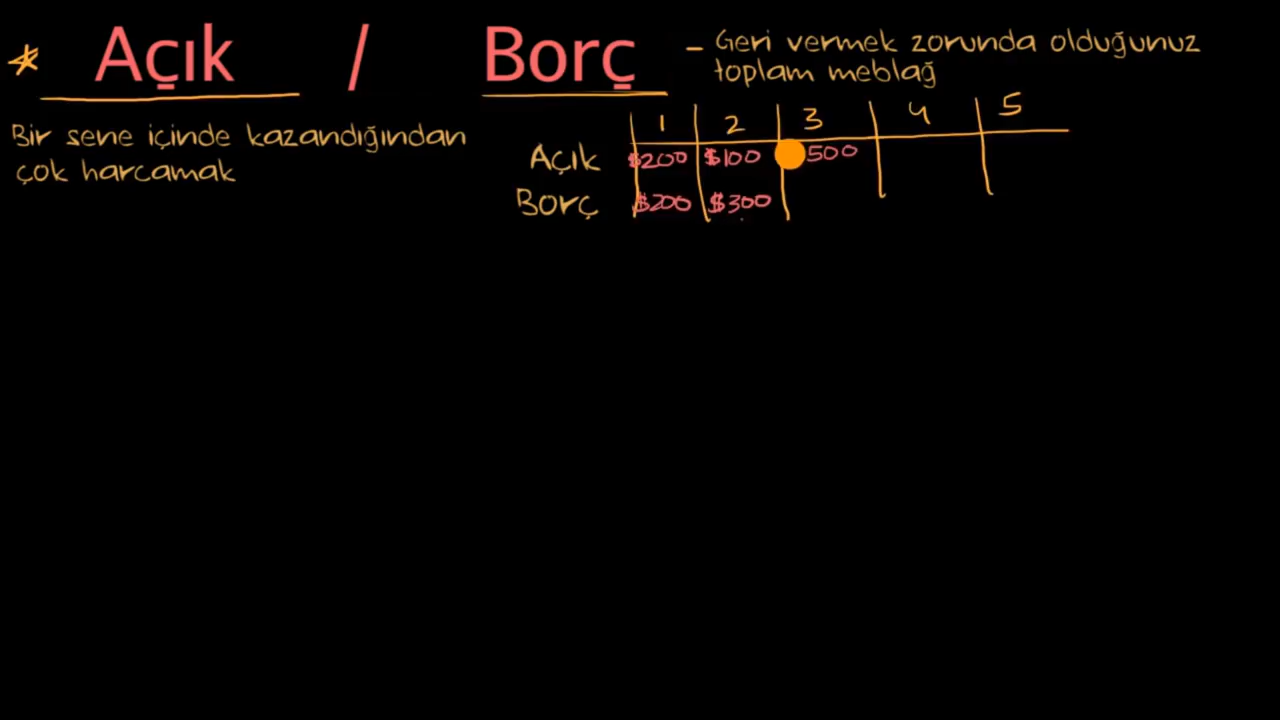 * Açık / Borç
- Geri vermek zorunda olduğunuz
toplam meblağ
Bir sene içinde kazandığından
çok harcamak
1 2 3 4 5
Açık $200 $100 500
Borç $200 $300